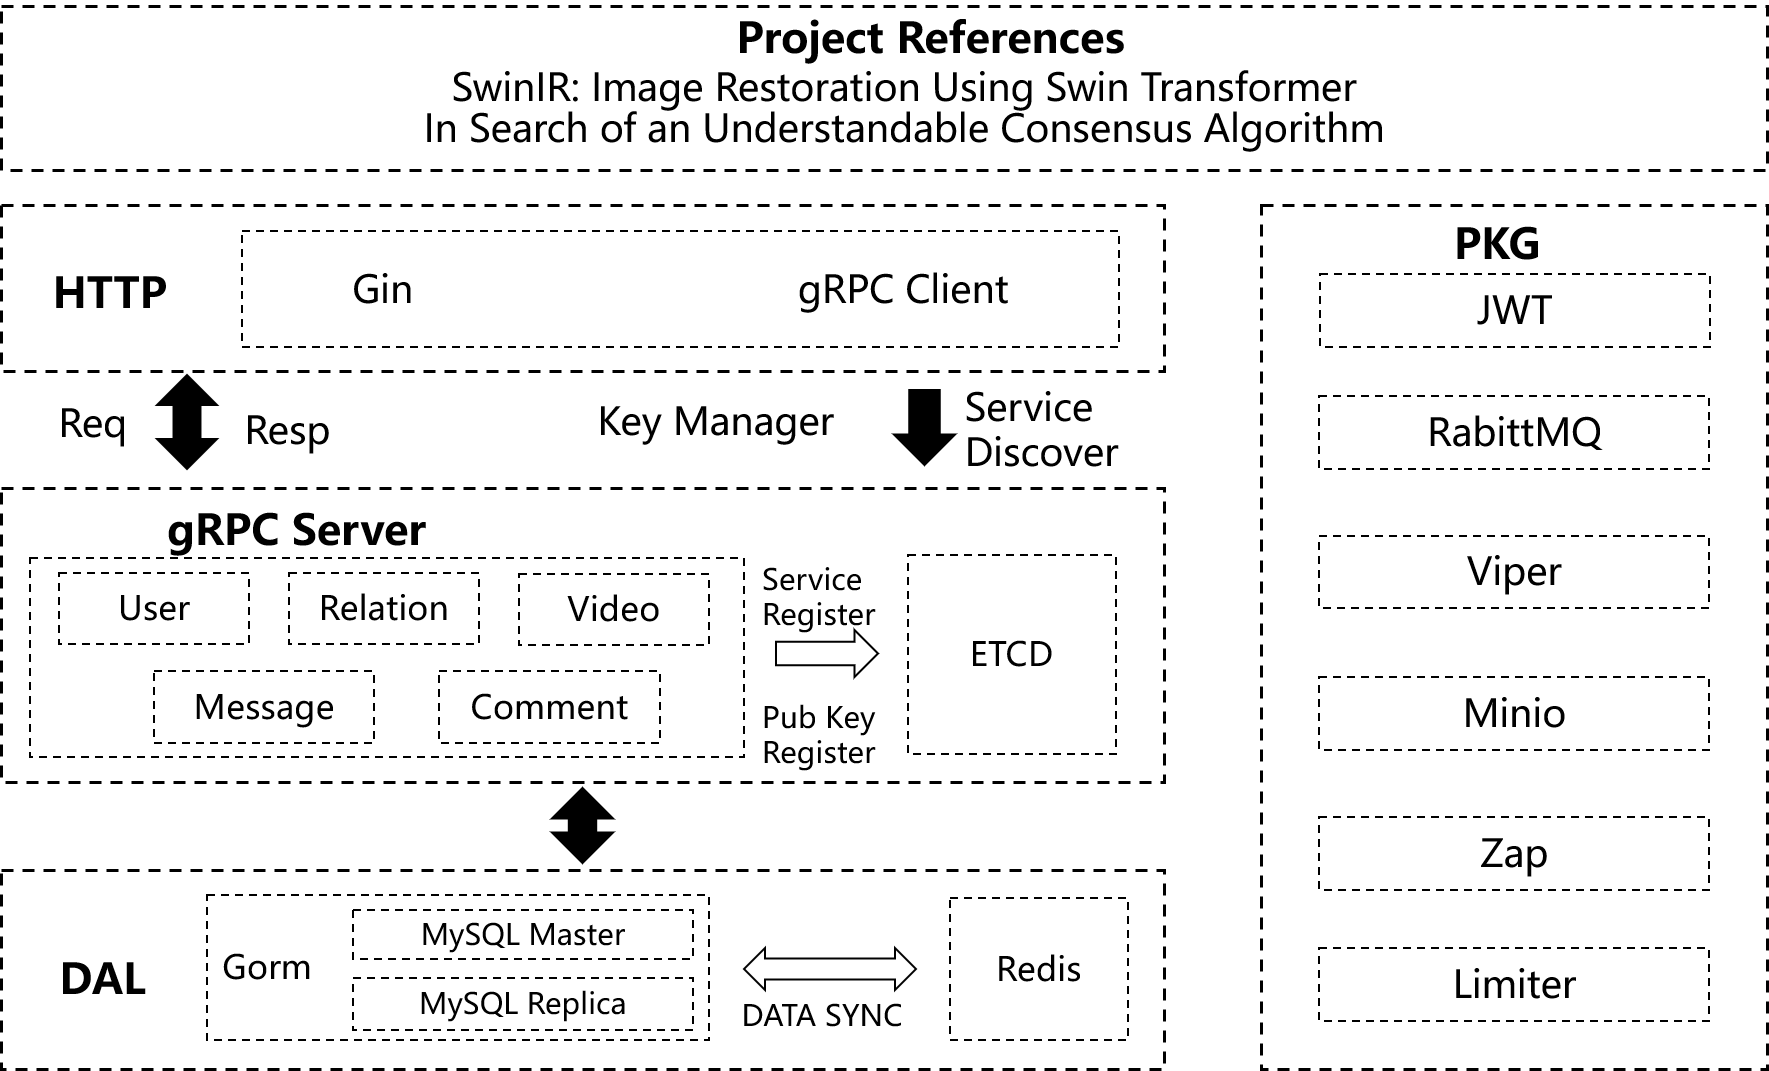 Project References
SwinIR: Image Restoration Using Swin Transformer
In Search of an Understandable Consensus Algorithm
HTTP
Gin
gRPC Client
Req
Resp
Key Manager
Service
Discover
gRPC Server
User
Relation
Video
Message
Comment
Service
Register
Pub Key
Register
ETCD
DAL
Gorm
MySQL Master
MySQL Replica
DATA SYNC
Redis
PKG
JWT
RabittMQ
Viper
Minio
Zap
Limiter